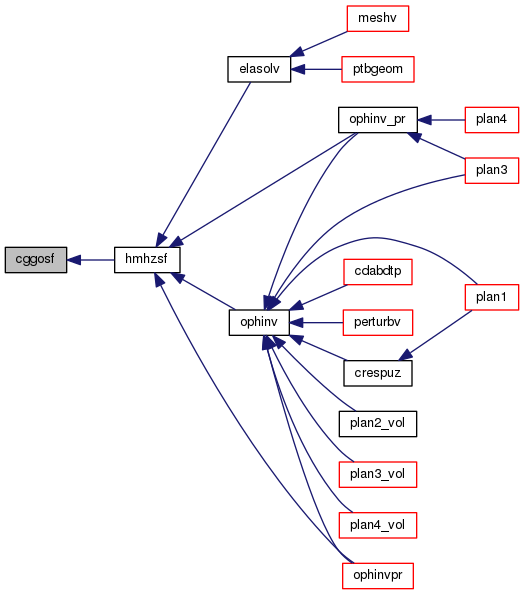 meshv
elasolv
ptbgeom
ophinv_pr
plan4
plan3
cggosf
hmhzsf
cdabdtp
plan1
ophinv
perturbv
crespuz
plan2_vol
plan3_vol
plan4_vol
ophinvpr